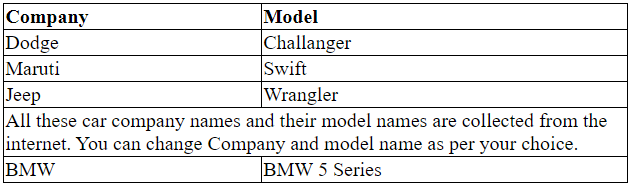 Company Model
Dodge Challanger
Maruti Swift
Jeep Wrangler
All these car company names and their model names are collected from the
internet. You can change Company and model name as per your choice.
BMW BMW 5 Series